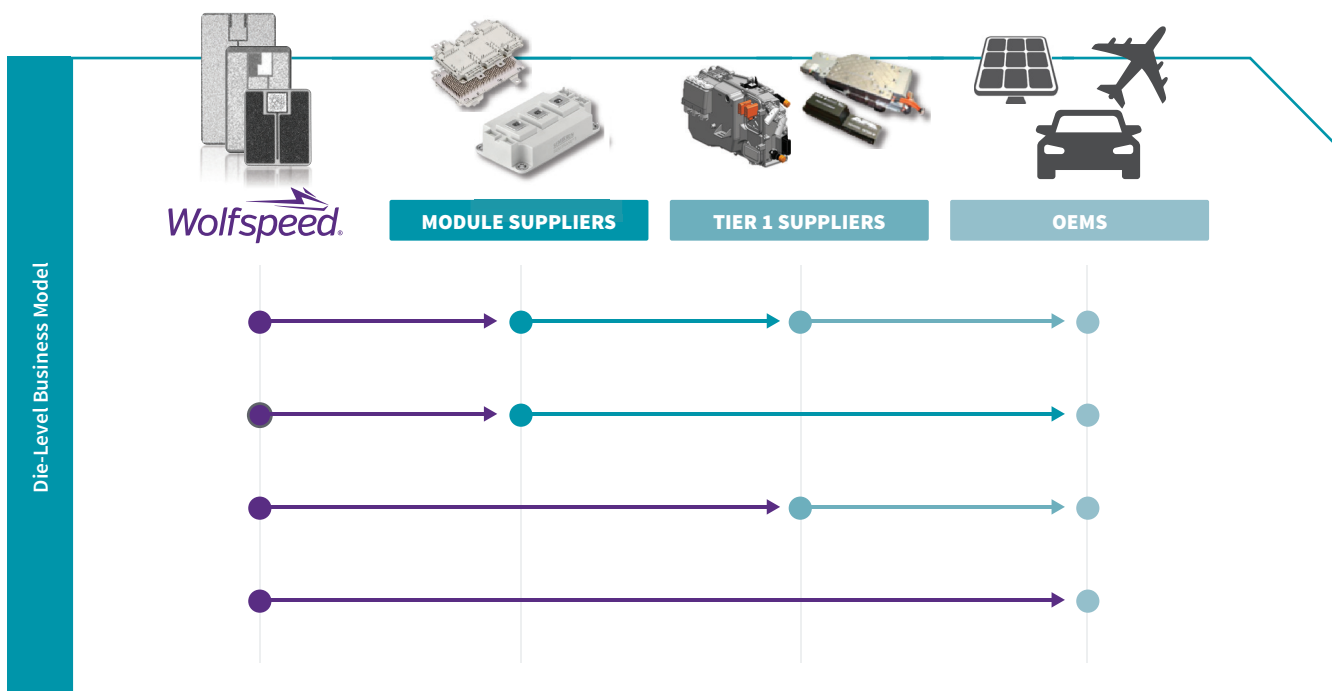 Wolfspeed®
MODULE SUPPLIERS
TIER 1 SUPPLIERS
OEMS
Die-Level Business Model